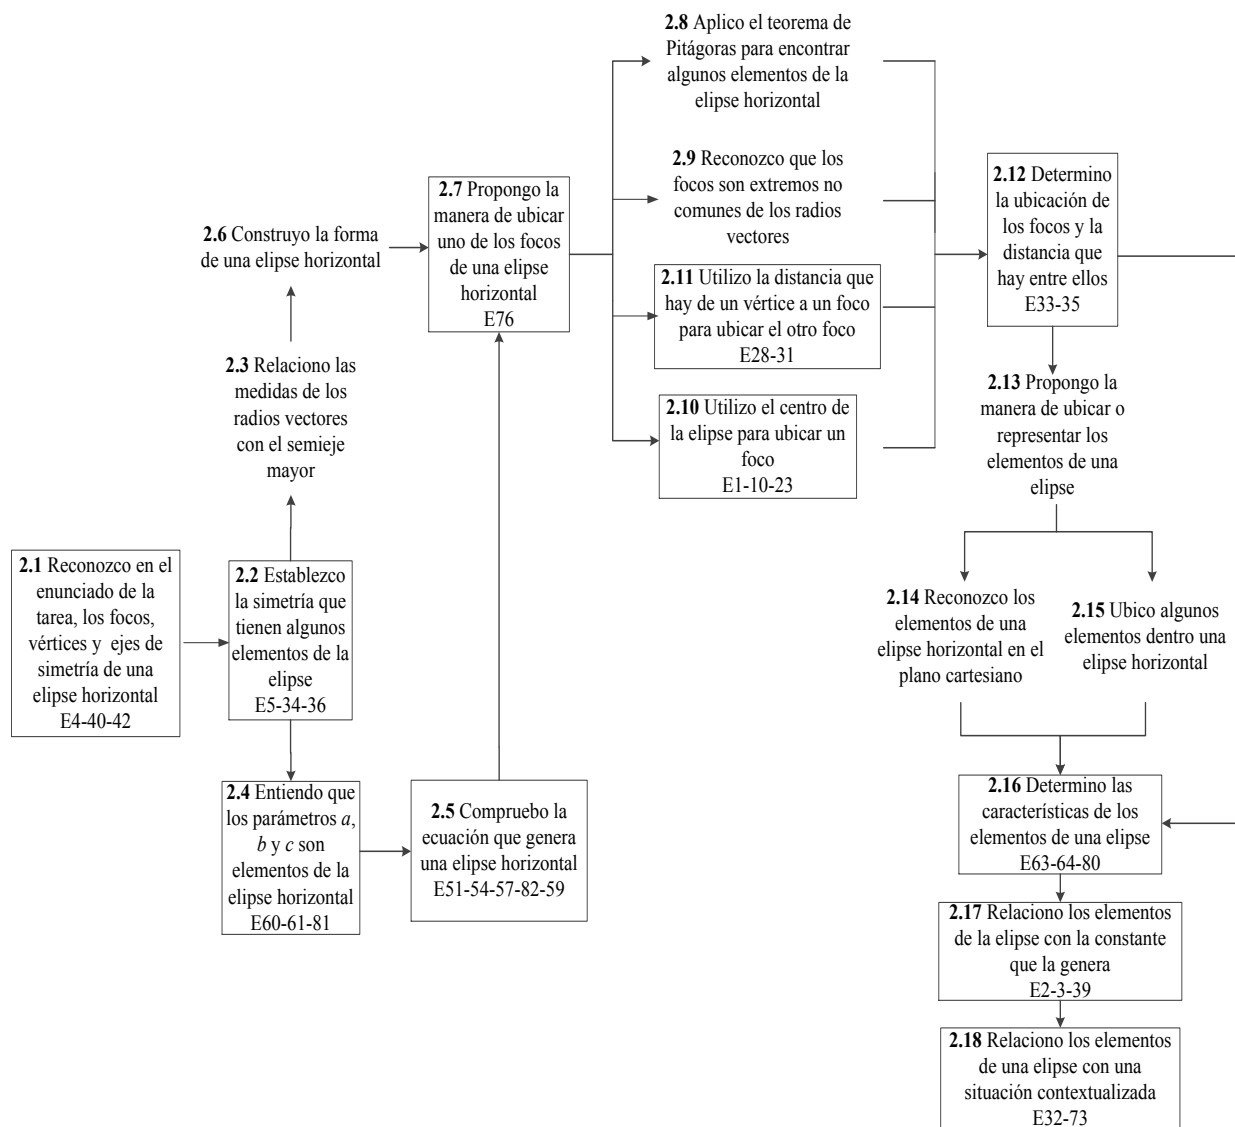 2.8 Aplico el teorema de
Pitágoras para encontrar
algunos elementos de la
elipse horizontal
2.9 Reconozco que los
focos son extremos no
comunes de los radios
vectores
2.12 Determino
la ubicación de
los focos y la
distancia que
hay entre ellos
E33-35
2.7 Propongo la
manera de ubicar
uno de los focos
de una elipse
horizontal
E76
2.6 Construyo la forma
de una elipse horizontal
2.11 Utilizo la distancia que
hay de un vértice a un foco
para ubicar el otro foco
E28-31
2.3 Relaciono las
medidas de los
radios vectores
con el semieje
mayor
2.13 Propongo la
manera de ubicar o
representar los
elementos de una
elipse
2.10 Utilizo el centro de
la elipse para ubicar un
foco
E1-10-23
2.1 Reconozco en el
enunciado de la
tarea, los focos,
vértices y ejes de
simetría de una
elipse horizontal
E4-40-42
2.2 Establezco
la simetría que
tienen algunos
elementos de la
elipse
E5-34-36
2.14 Reconozco los
elementos de una
elipse horizontal en el
plano cartesiano
2.15 Ubico algunos
elementos dentro una
elipse horizontal
2.4 Entiendo que
los parámetros a,
b y c son
elementos de la
elipse horizontal
E60-61-81
2.5 Compruebo la
ecuación que genera
una elipse horizontal
E51-54-57-82-59
2.16 Determino las
características de los
elementos de una elipse
E63-64-80
2.17 Relaciono los elementos
de la elipse con la constante
que la genera
E2-3-39
2.18 Relaciono los elementos
de una elipse con una
situación contextualizada
E32-73